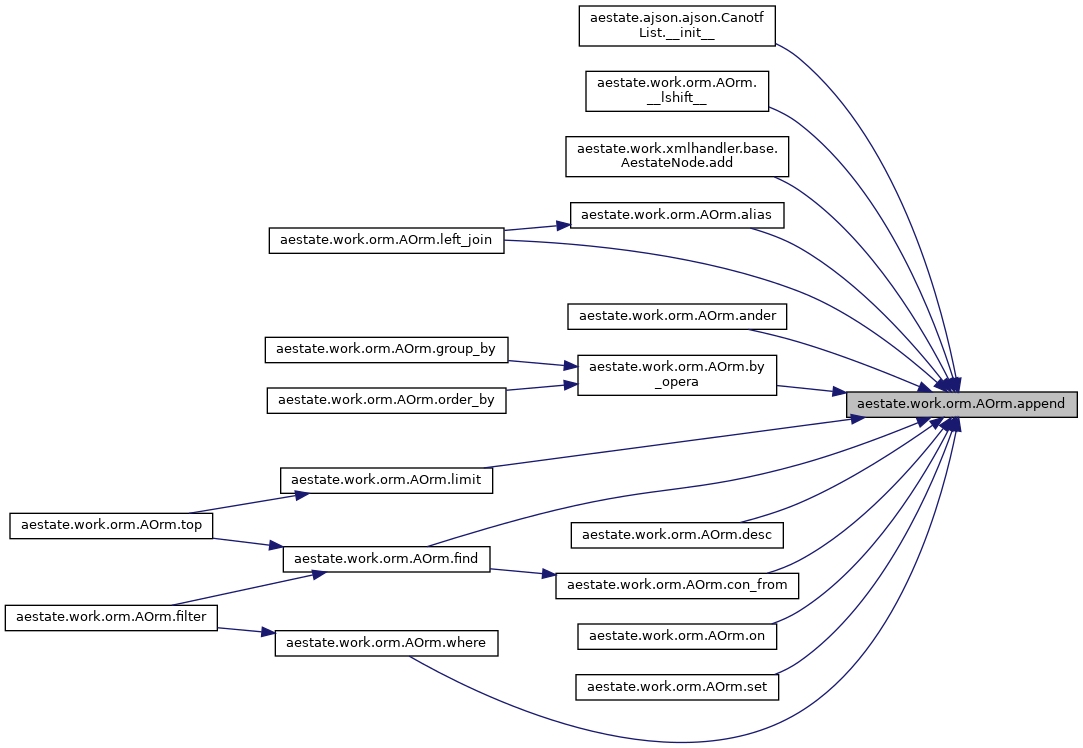 aestate.ajson.ajson.Canotf
List.__init__
aestate.work.orm.AOrm.
__lshift__
aestate.work.xmlhandler.base.
AestateNode.add
aestate.work.orm.AOrm.alias
aestate.work.orm.AOrm.left_join
aestate.work.orm.AOrm.ander
aestate.work.orm.AOrm.group_by
aestate.work.orm.AOrm.by
_opera
aestate.work.orm.AOrm.order_by
aestate.work.orm.AOrm.append
aestate.work.orm.AOrm.limit
aestate.work.orm.AOrm.top
aestate.work.orm.AOrm.desc
aestate.work.orm.AOrm.find
aestate.work.orm.AOrm.con_from
aestate.work.orm.AOrm.filter
aestate.work.orm.AOrm.on
aestate.work.orm.AOrm.where
aestate.work.orm.AOrm.set